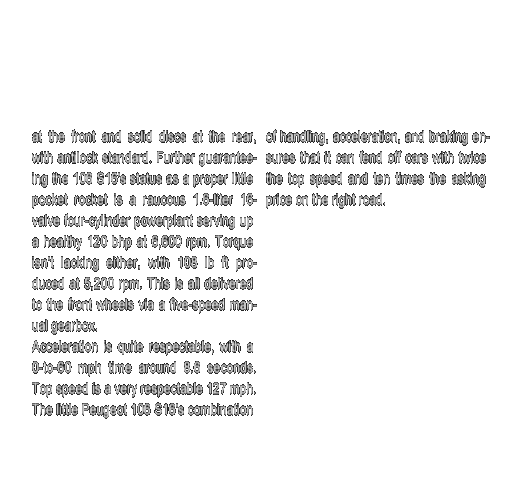 at the front and solid discs at the rear,
with antilock standard. Further guarantee-
ing the 106 S16's status as a proper little
pocket rocket is a raucous 1.6-liter 16-
valve four-cylinder powerplant serving up
a healthy 120 bhp at 6,600 rpm. Torque
isn't lacking either, with lb ft pro-
duced at 5,200 rpm. This is all delivered
to the front wheels via a five-speed man-
ual gearbox.
Acceleration is quite respectable, with a
0-to-60 mph time around seconds.
Top speed is a very respectable 127 mph.
The little Peugeot 106 S16's combination
of handling, acceleration, and braking en-
sures that it can fend off cars with twice
the top speed and ten times the asking
price on the right road.